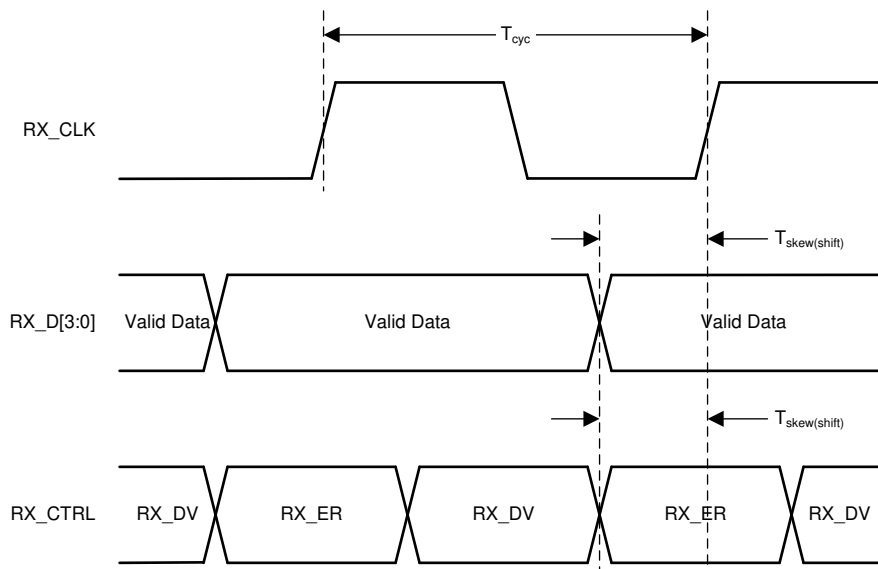 T_cyc
RX_CLK
T_skew(shift)
RX_D[3:0]
Valid Data
Valid Data
Valid Data
T_skew(shift)
RX_CTRL
RX_DV
RX_ER
RX_DV
RX_ER
RX_DV